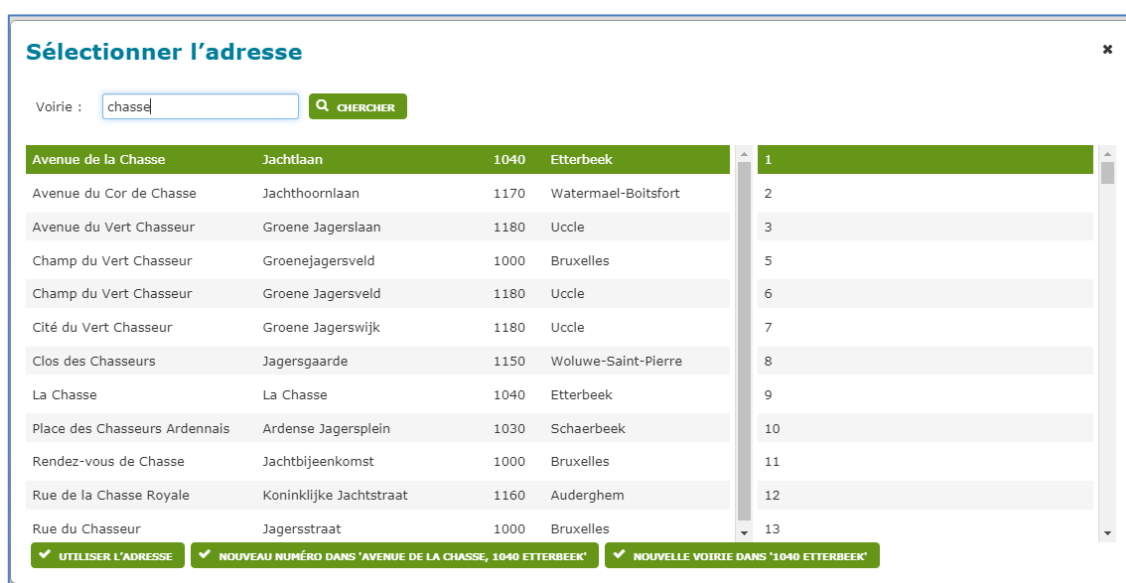 Sélectionner l'adresse
Voirie : chasse CHERCHER
Avenue de la Chasse Jachtlaan 1040 Etterbeek 1
Avenue du Cor de Chasse Jachthoornlaan 1170 Watermael-Boitsfort 2
Avenue du Vert Chasseur Groene Jagerslaan 1180 Uccle 3
Champ du Vert Chasseur Groenejagersveld 1000 Bruxelles 5
Champ du Vert Chasseur Groene Jagersveld 1180 Uccle 6
Cité du Vert Chasseur Groene Jagerswijk 1180 Uccle 7
Clos des Chasseurs Jagersgaarde 1150 Woluwe-Saint-Pierre 8
La Chasse La Chasse 1040 Etterbeek 9
Place des Chasseurs Ardennais Ardense Jagersplein 1030 Schaerbeek 10
Rendez-vous de Chasse Jachtbijeenkomst 1000 Bruxelles 11
Rue de la Chasse Royale Koninklijke Jachtstraat 1160 Auderghem 12
Rue du Chasseur Jagersstraat 1000 Bruxelles 13
UTILISER L'ADRESSE NOUVEAU NUMÉRO DANS 'AVENUE DE LA CHASSE, 1040 ETTERBEEK' NOUVELLE VOIRIE DANS '1040 ETTERBEEK'